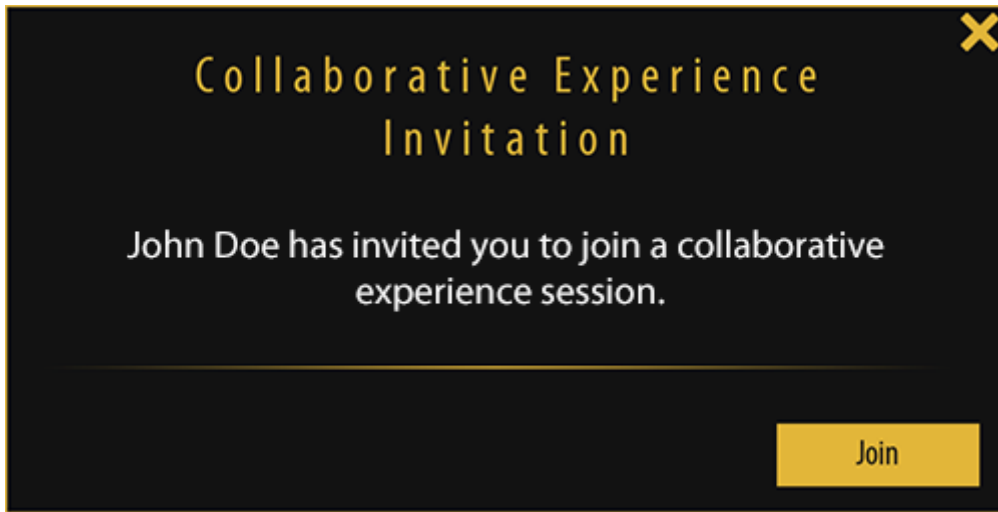 Collaborative Experience
Invitation
John Doe has invited you to join a collaborative
experience session.
Join